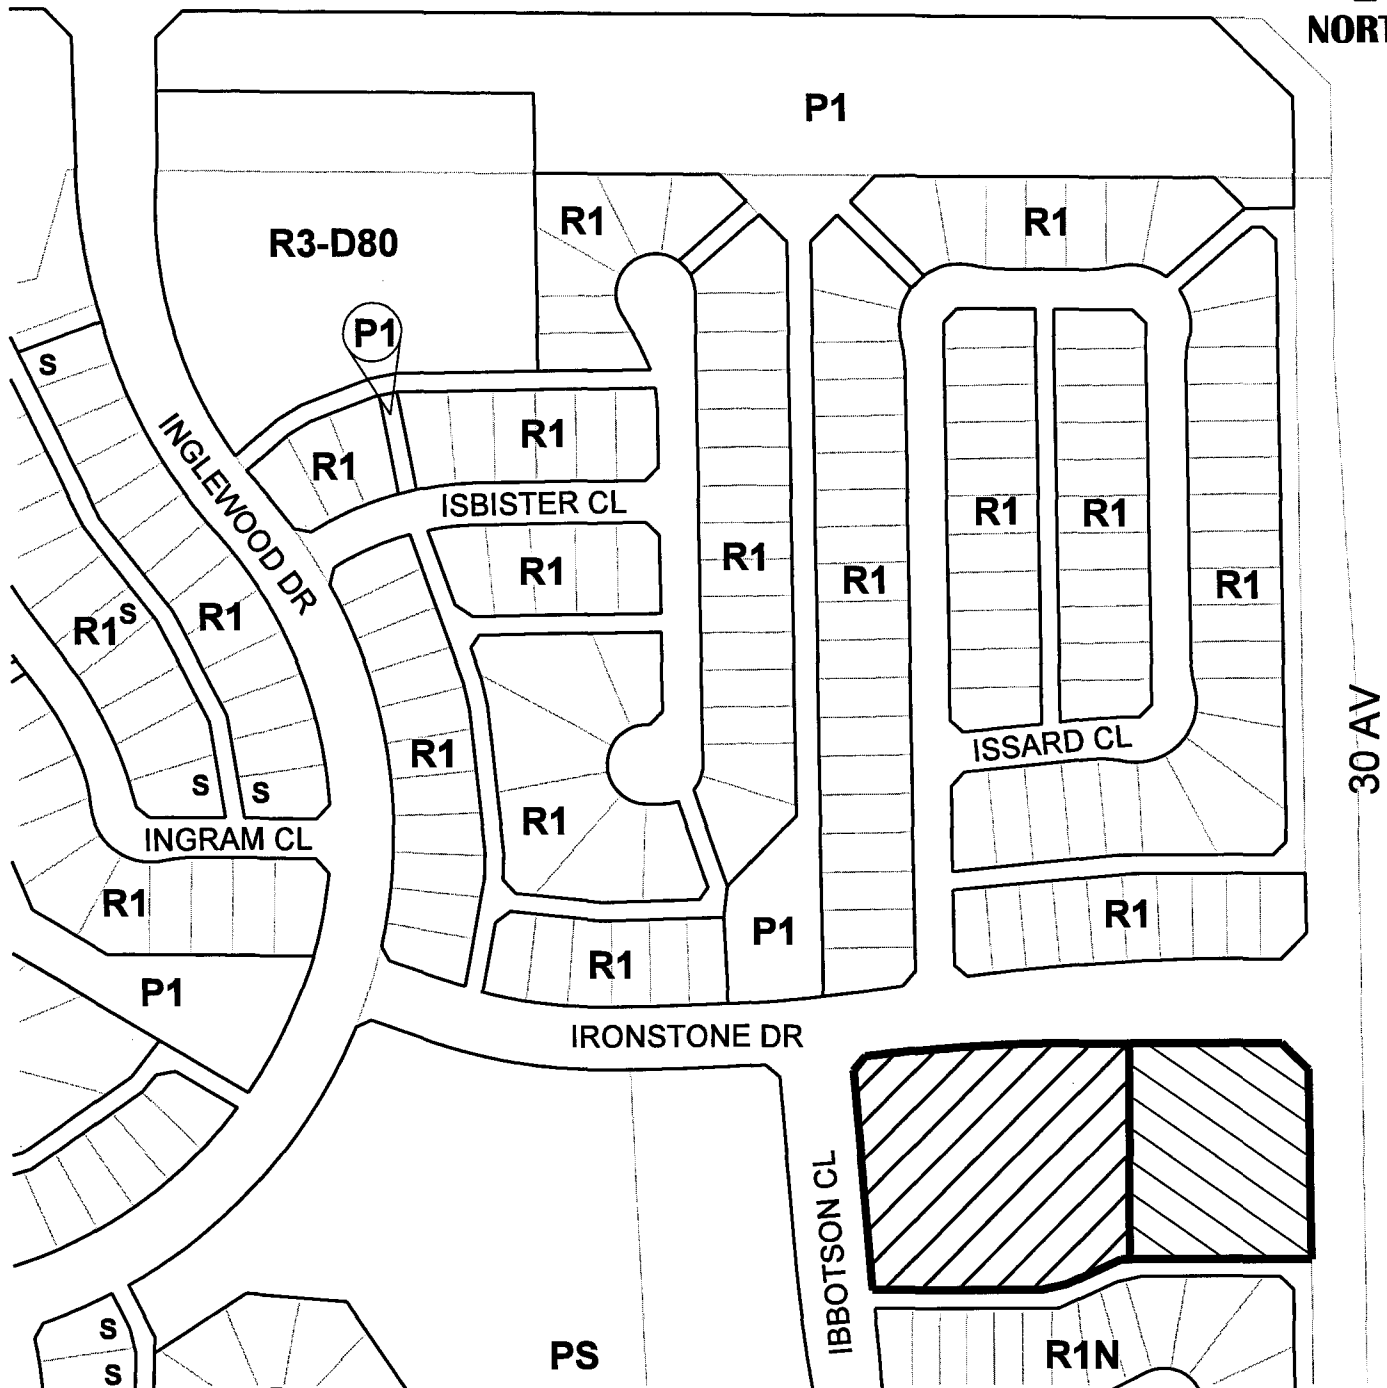 NORT
P1
R1
R1
R3-D80
P1
S
R1
R1
ISBISTER CL
INGLEWOOD DR
R1
R1
R1
R1
R1
R1
R1S
R1
30 AV
ISSARD CL
R1
S
S
R1
INGRAM CL
R1
R1
P1
R1
P1
IRONSTONE DR
IBBOTSON CL
S
S
PS
R1N